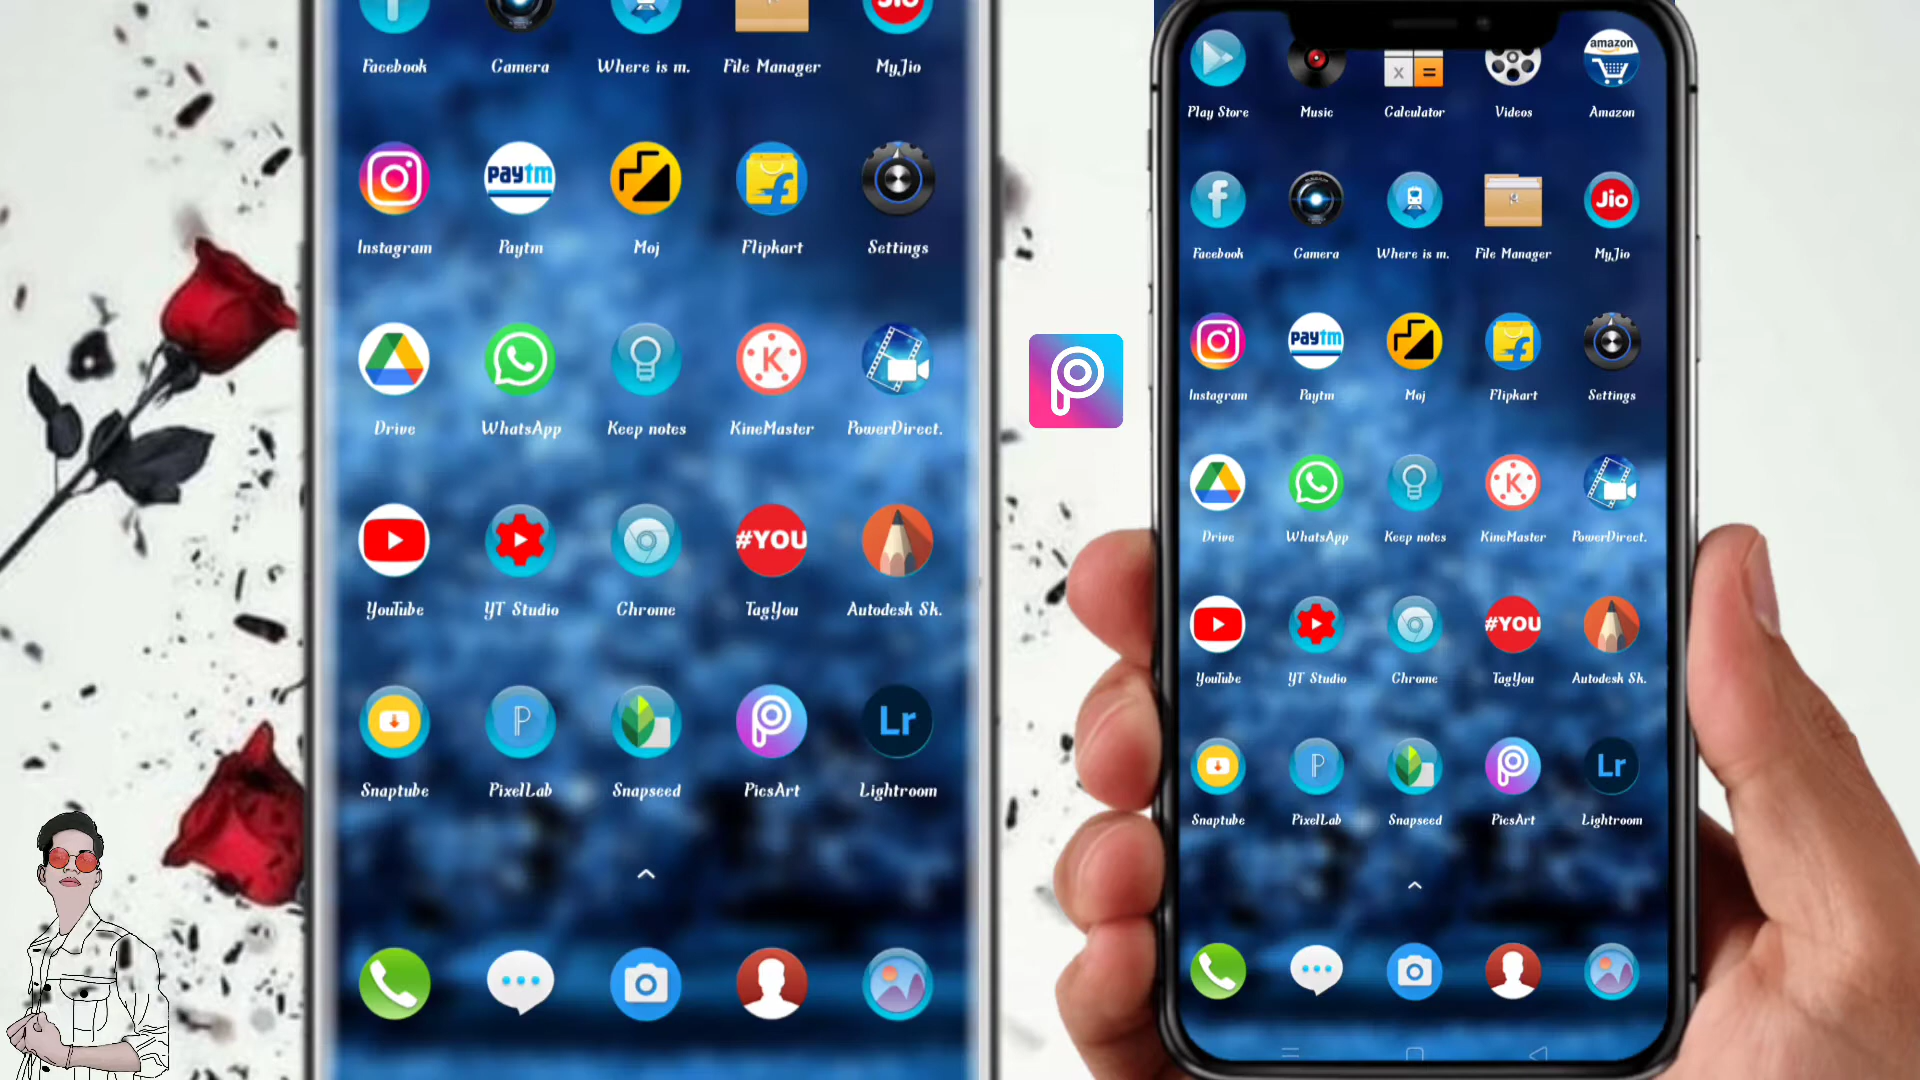 Jio
Facebook Camera Where is m. File Manager MyJio
Paytm
Instagram Paytm Moj Flipkart Settings
K
Drive WhatsApp Keep notes KineMaster PowerDirect.
#YOU
YouTube YT Studio Chrome TagYou Autodesk Sk.
P Lr
Snaptube PixelLab Snapseed PicsArt Lightroom
amazon
x =
Play Store Music Calculator Videos Amazon
Jio
Facebook Camera Where is m. File Manager MyJio
Paytm
Instagram Paytm Moj Flipkart Settings
K
Drive WhatsApp Keep notes KineMaster PowerDirect.
#YOU
YouTube YT Studio Chrome TagYou Autodesk Sk.
P Lr
Snaptube PixelLab Snapseed PicsArt Lightroom